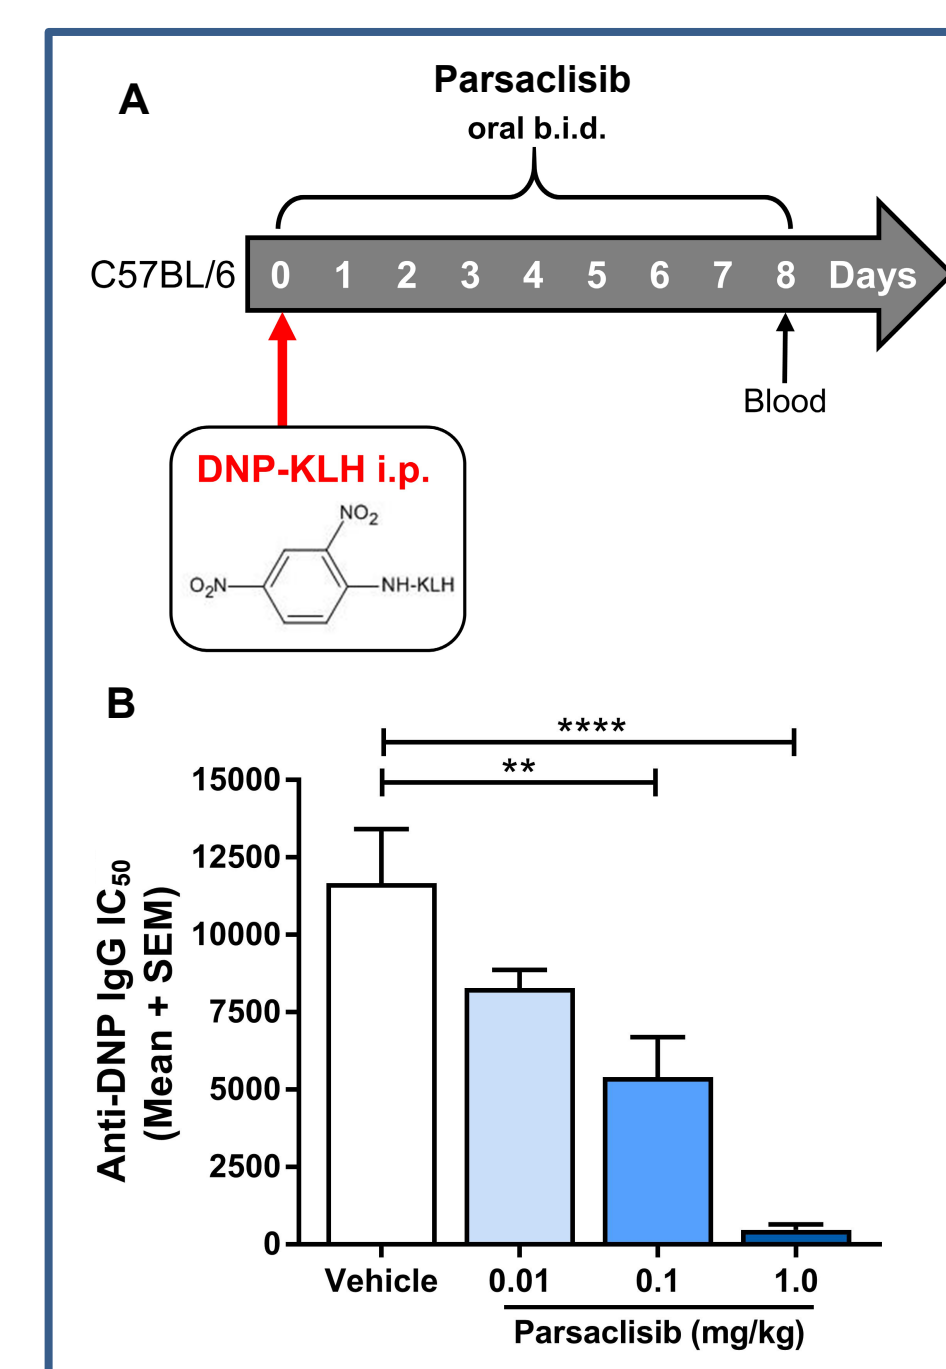 A
Parsaclisib
oral b.i.d.
C57BL/6 0 1 2 3 4 5 6 7 8 Days
Blood
DNP-KLH i.p.
NO₂
O₂N
NH-KLH
B
****
**
15000
12500
10000
7500
5000
2500
0
Anti-DNP IgG IC₅₀
(Mean + SEM)
Vehicle 0.01 0.1 1.0
Parsaclisib (mg/kg)